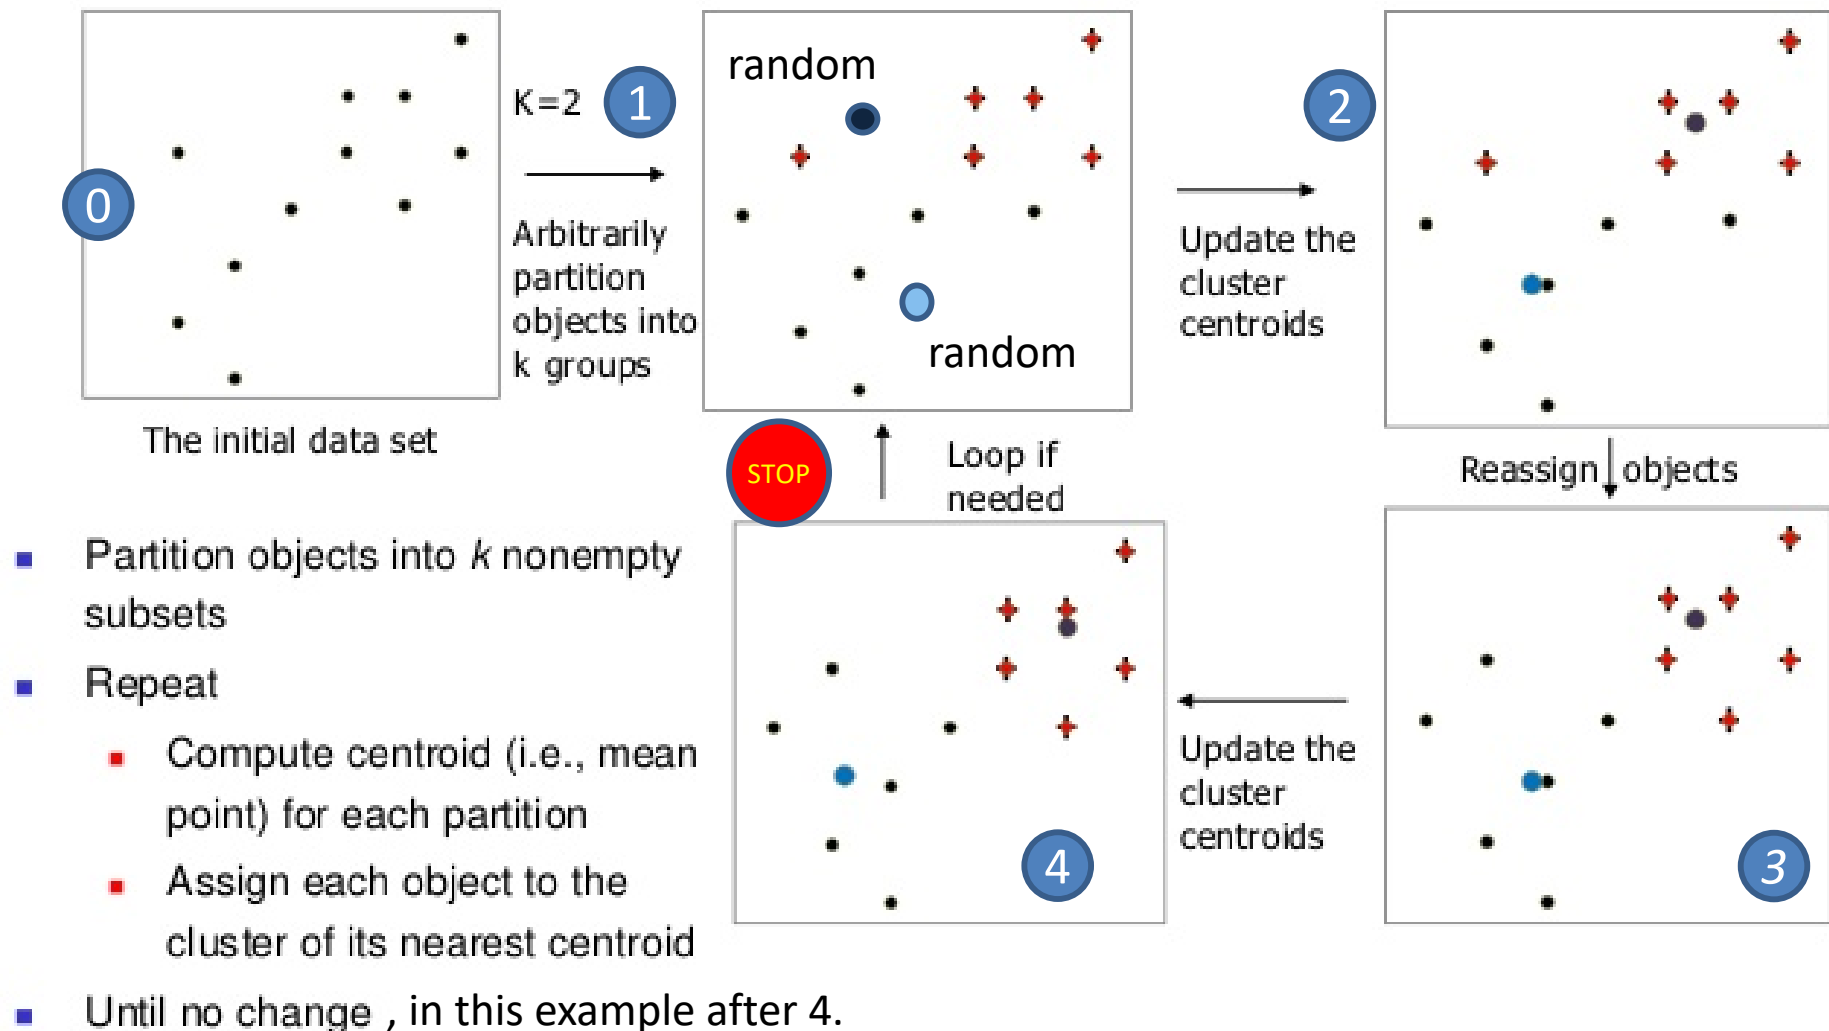 0
The initial data set
K=2
1
Arbitrarily
partition
objects into
k groups
random
random
2
Update the
cluster
centroids
Reassign objects
3
Update the
cluster
centroids
4
STOP
Loop if
needed
Partition objects into k nonempty
subsets
Repeat
Compute centroid (i.e., mean
point) for each partition
Assign each object to the
cluster of its nearest centroid
Until no change , in this example after 4.